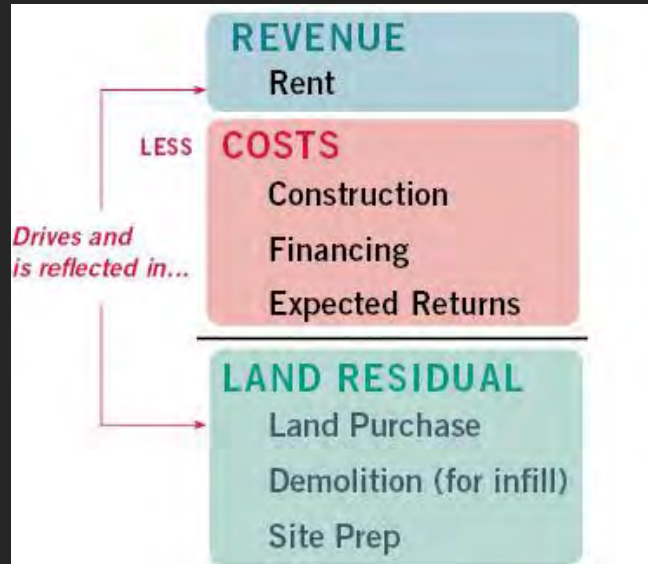 REVENUE
Rent
LESS
COSTS
Construction
Financing
Expected Returns
Drives and
is reflected in...
LAND RESIDUAL
Land Purchase
Demolition (for infill)
Site Prep